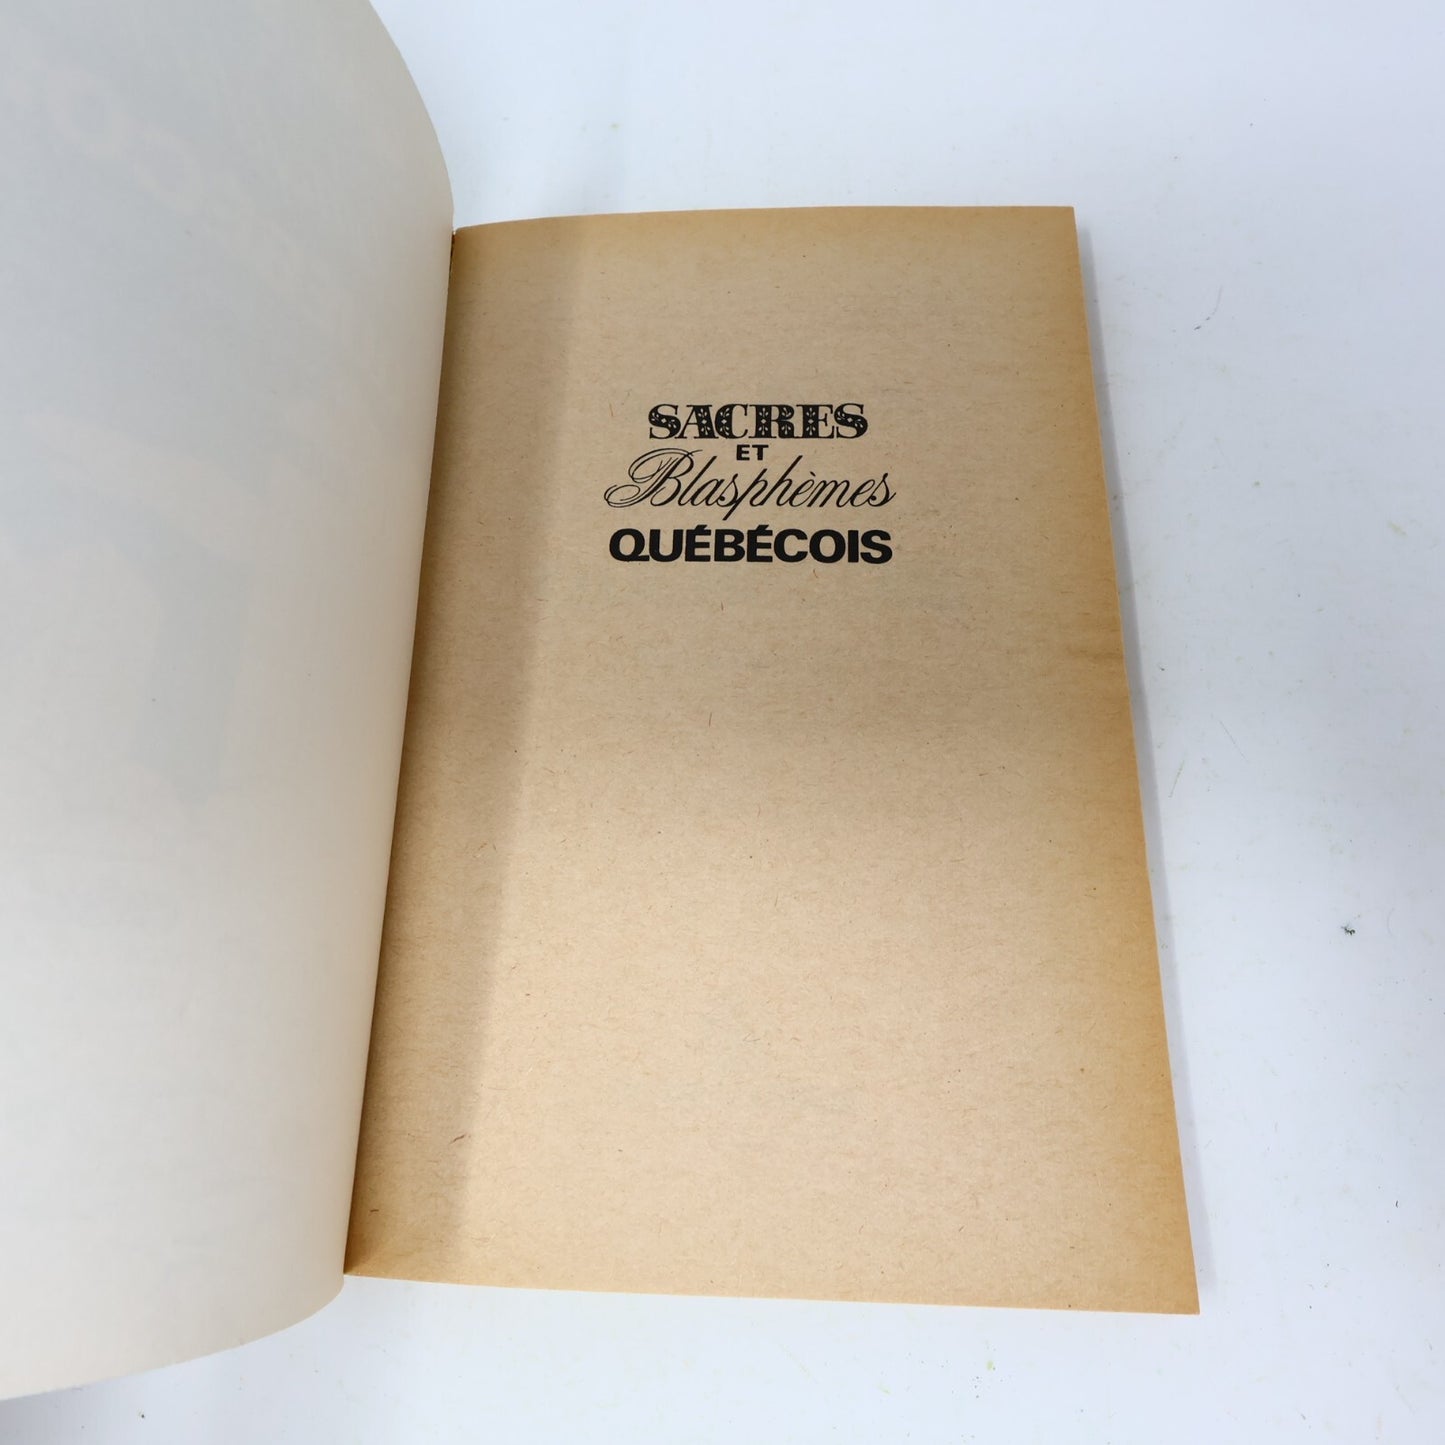 SACRES
ET
Blasphèmes
QUÉBÉCOIS